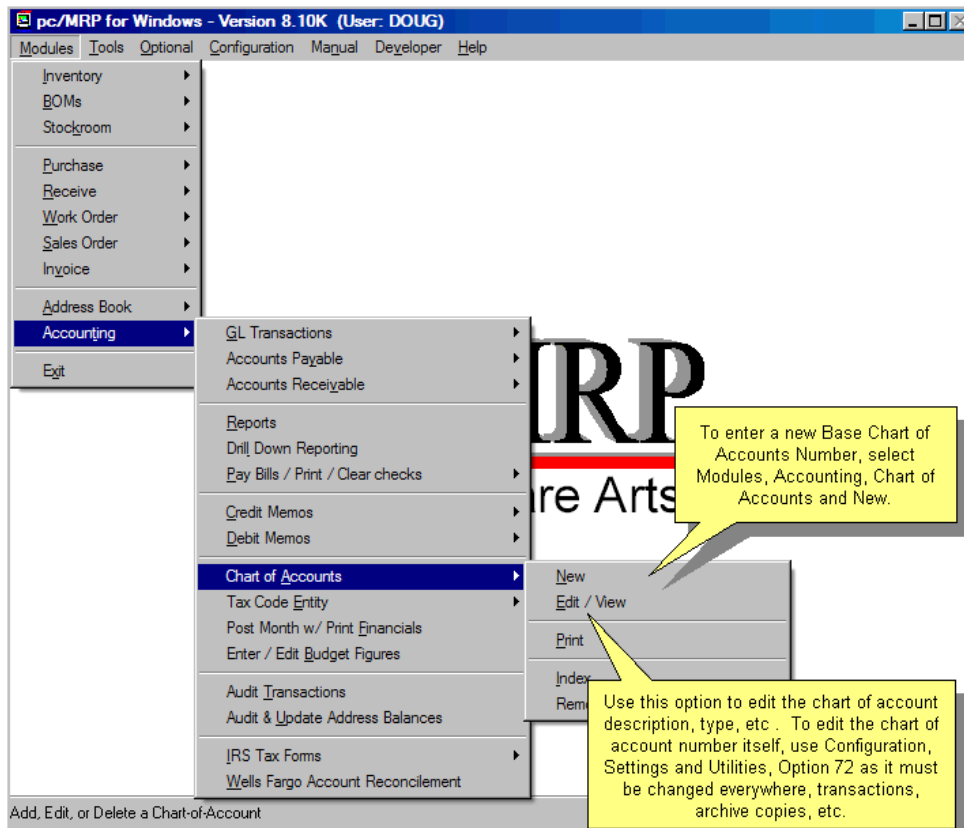 pc/MRP for Windows - Version 8.10K (User: DOUG)
Modules Tools Optional Configuration Manual Developer Help
Inventory
BOMs
Stockroom
Purchase
Receive
Work Order
Sales Order
Invoice
Address Book
Accounting
Exit
GL Transactions
Accounts Payable
Accounts Receivable
Reports
Drill Down Reporting
Pay Bills / Print / Clear checks
Credit Memos
Debit Memos
Chart of Accounts
Tax Code Entity
Post Month w/ Print Financials
Enter / Edit Budget Figures
Audit Transactions
Audit & Update Address Balances
IRS Tax Forms
Wells Fargo Account Reconcilement
MRP
Arts
To enter a new Base Chart of
Accounts Number, select
Modules, Accounting, Chart of
Accounts and New.
New
Edit / View
Print
Index
Use this option to edit the chart of account
description, type, etc . To edit the chart of
account number itself, use Configuration,
Settings and Utilities, Option 72 as it must
be changed everywhere, transactions,
archive copies, etc.
Add, Edit, or Delete a Chart-of-Account